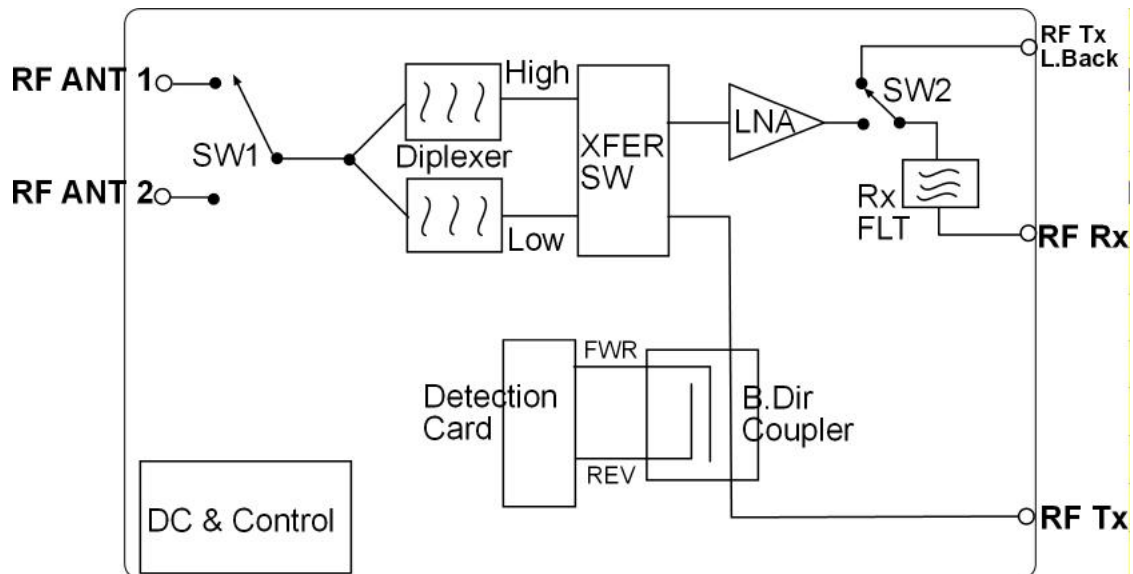 RF Tx
L.Back
RF ANT 1
High
SW2
LNA
SW1
Diplexer
XFER
SW
RF ANT 2
Rx
FLT
Low
RF Rx
FWR
Detection
Card
B.Dir
Coupler
REV
DC & Control
RF Tx